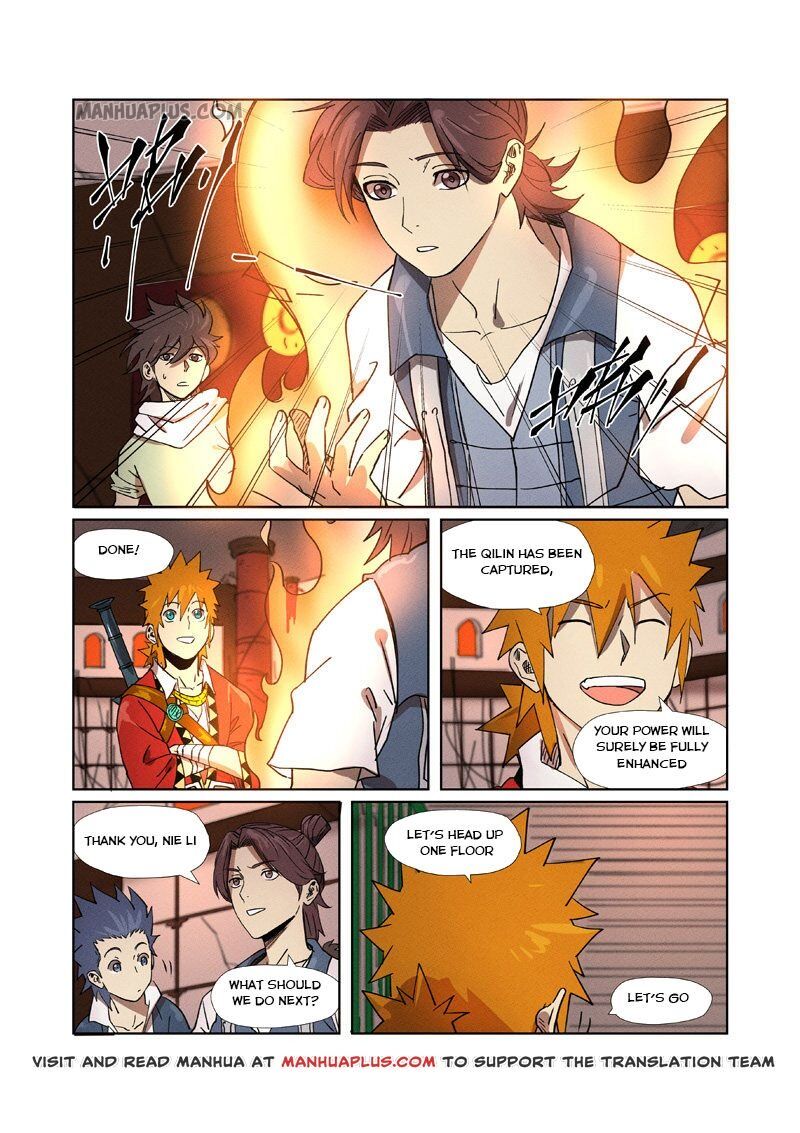 MANHUAPLUS.COM
DONE!
THE QILIN HAS BEEN
CAPTURED,
YOUR POWER WILL
SURELY BE FULLY
ENHANCED
THANK YOU, NIE LI
WHAT SHOULD
WE DO NEXT?
LET'S HEAD UP
ONE FLOOR
LET'S GO
VISIT AND READ MANHUA AT MANHUAPLUS.COM TO SUPPORT THE TRANSLATION TEAM